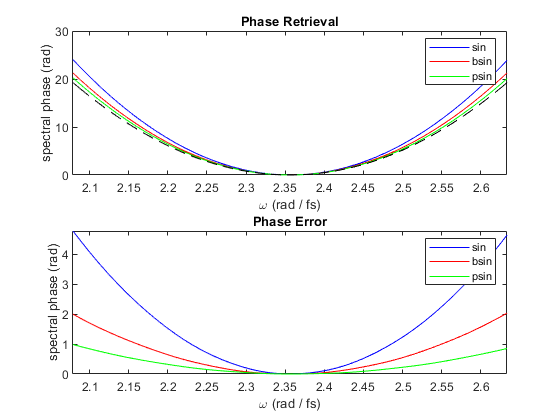 Phase Retrieval
spectral phase (rad)
30
20
10
0
sin
bsin
psin
2.1 2.15 2.2 2.25 2.3 2.35 2.4 2.45 2.5 2.55 2.6
ω (rad / fs)
Phase Error
spectral phase (rad)
4
3
2
1
0
sin
bsin
psin
2.1 2.15 2.2 2.25 2.3 2.35 2.4 2.45 2.5 2.55 2.6
ω (rad / fs)